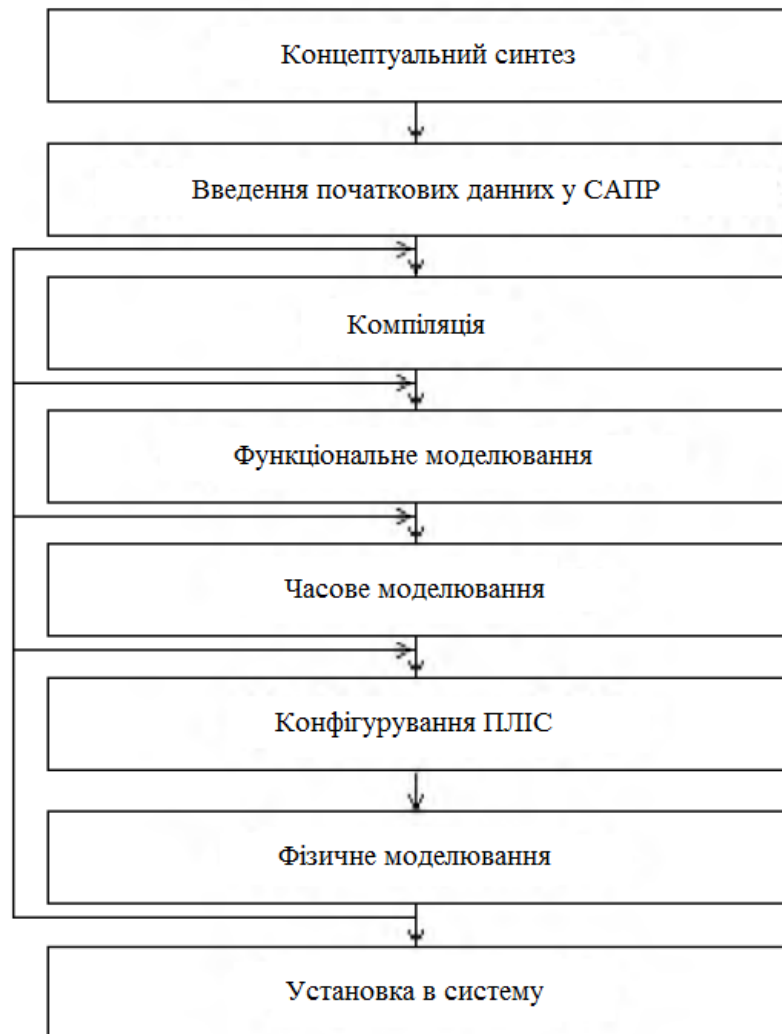 Концептуальний синтез
Введення початкових данних у САПР
Компіляція
Функціональне моделювання
Часове моделювання
Конфігурування ПЛІС
Фізичне моделювання
Установка в систему